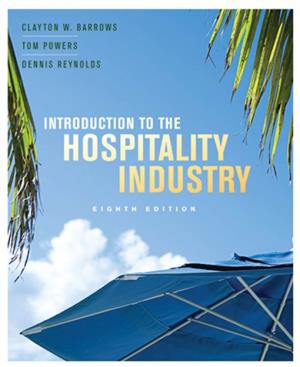 CLAYTON W. BARROWS
TOM POWERS
DENNIS REYNOLDS
INTRODUCTION TO THE
HOSPITALITY
INDUSTRY
EIGHTH EDITION